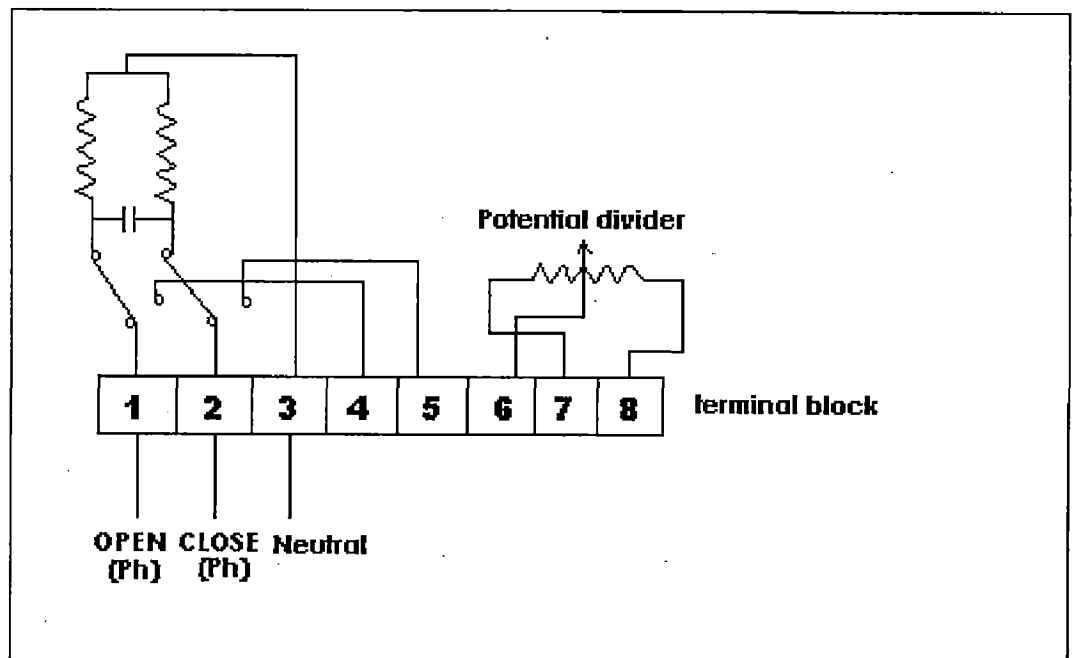 Potential divider
1 2 3 4 5 6 7 8 terminal block
OPEN CLOSE Neutral
(Ph) (Ph)